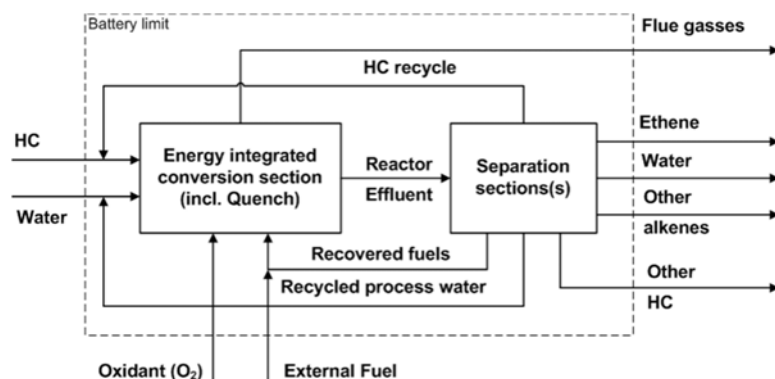 Battery limit
Flue gasses
HC recycle
HC
Water
Energy integrated
conversion section
(incl. Quench)
Reactor
Effluent
Separation
sections(s)
Ethene
Water
Other
alkenes
Other
HC
Recovered fuels
Recycled process water
Oxidant (O₂)
External Fuel